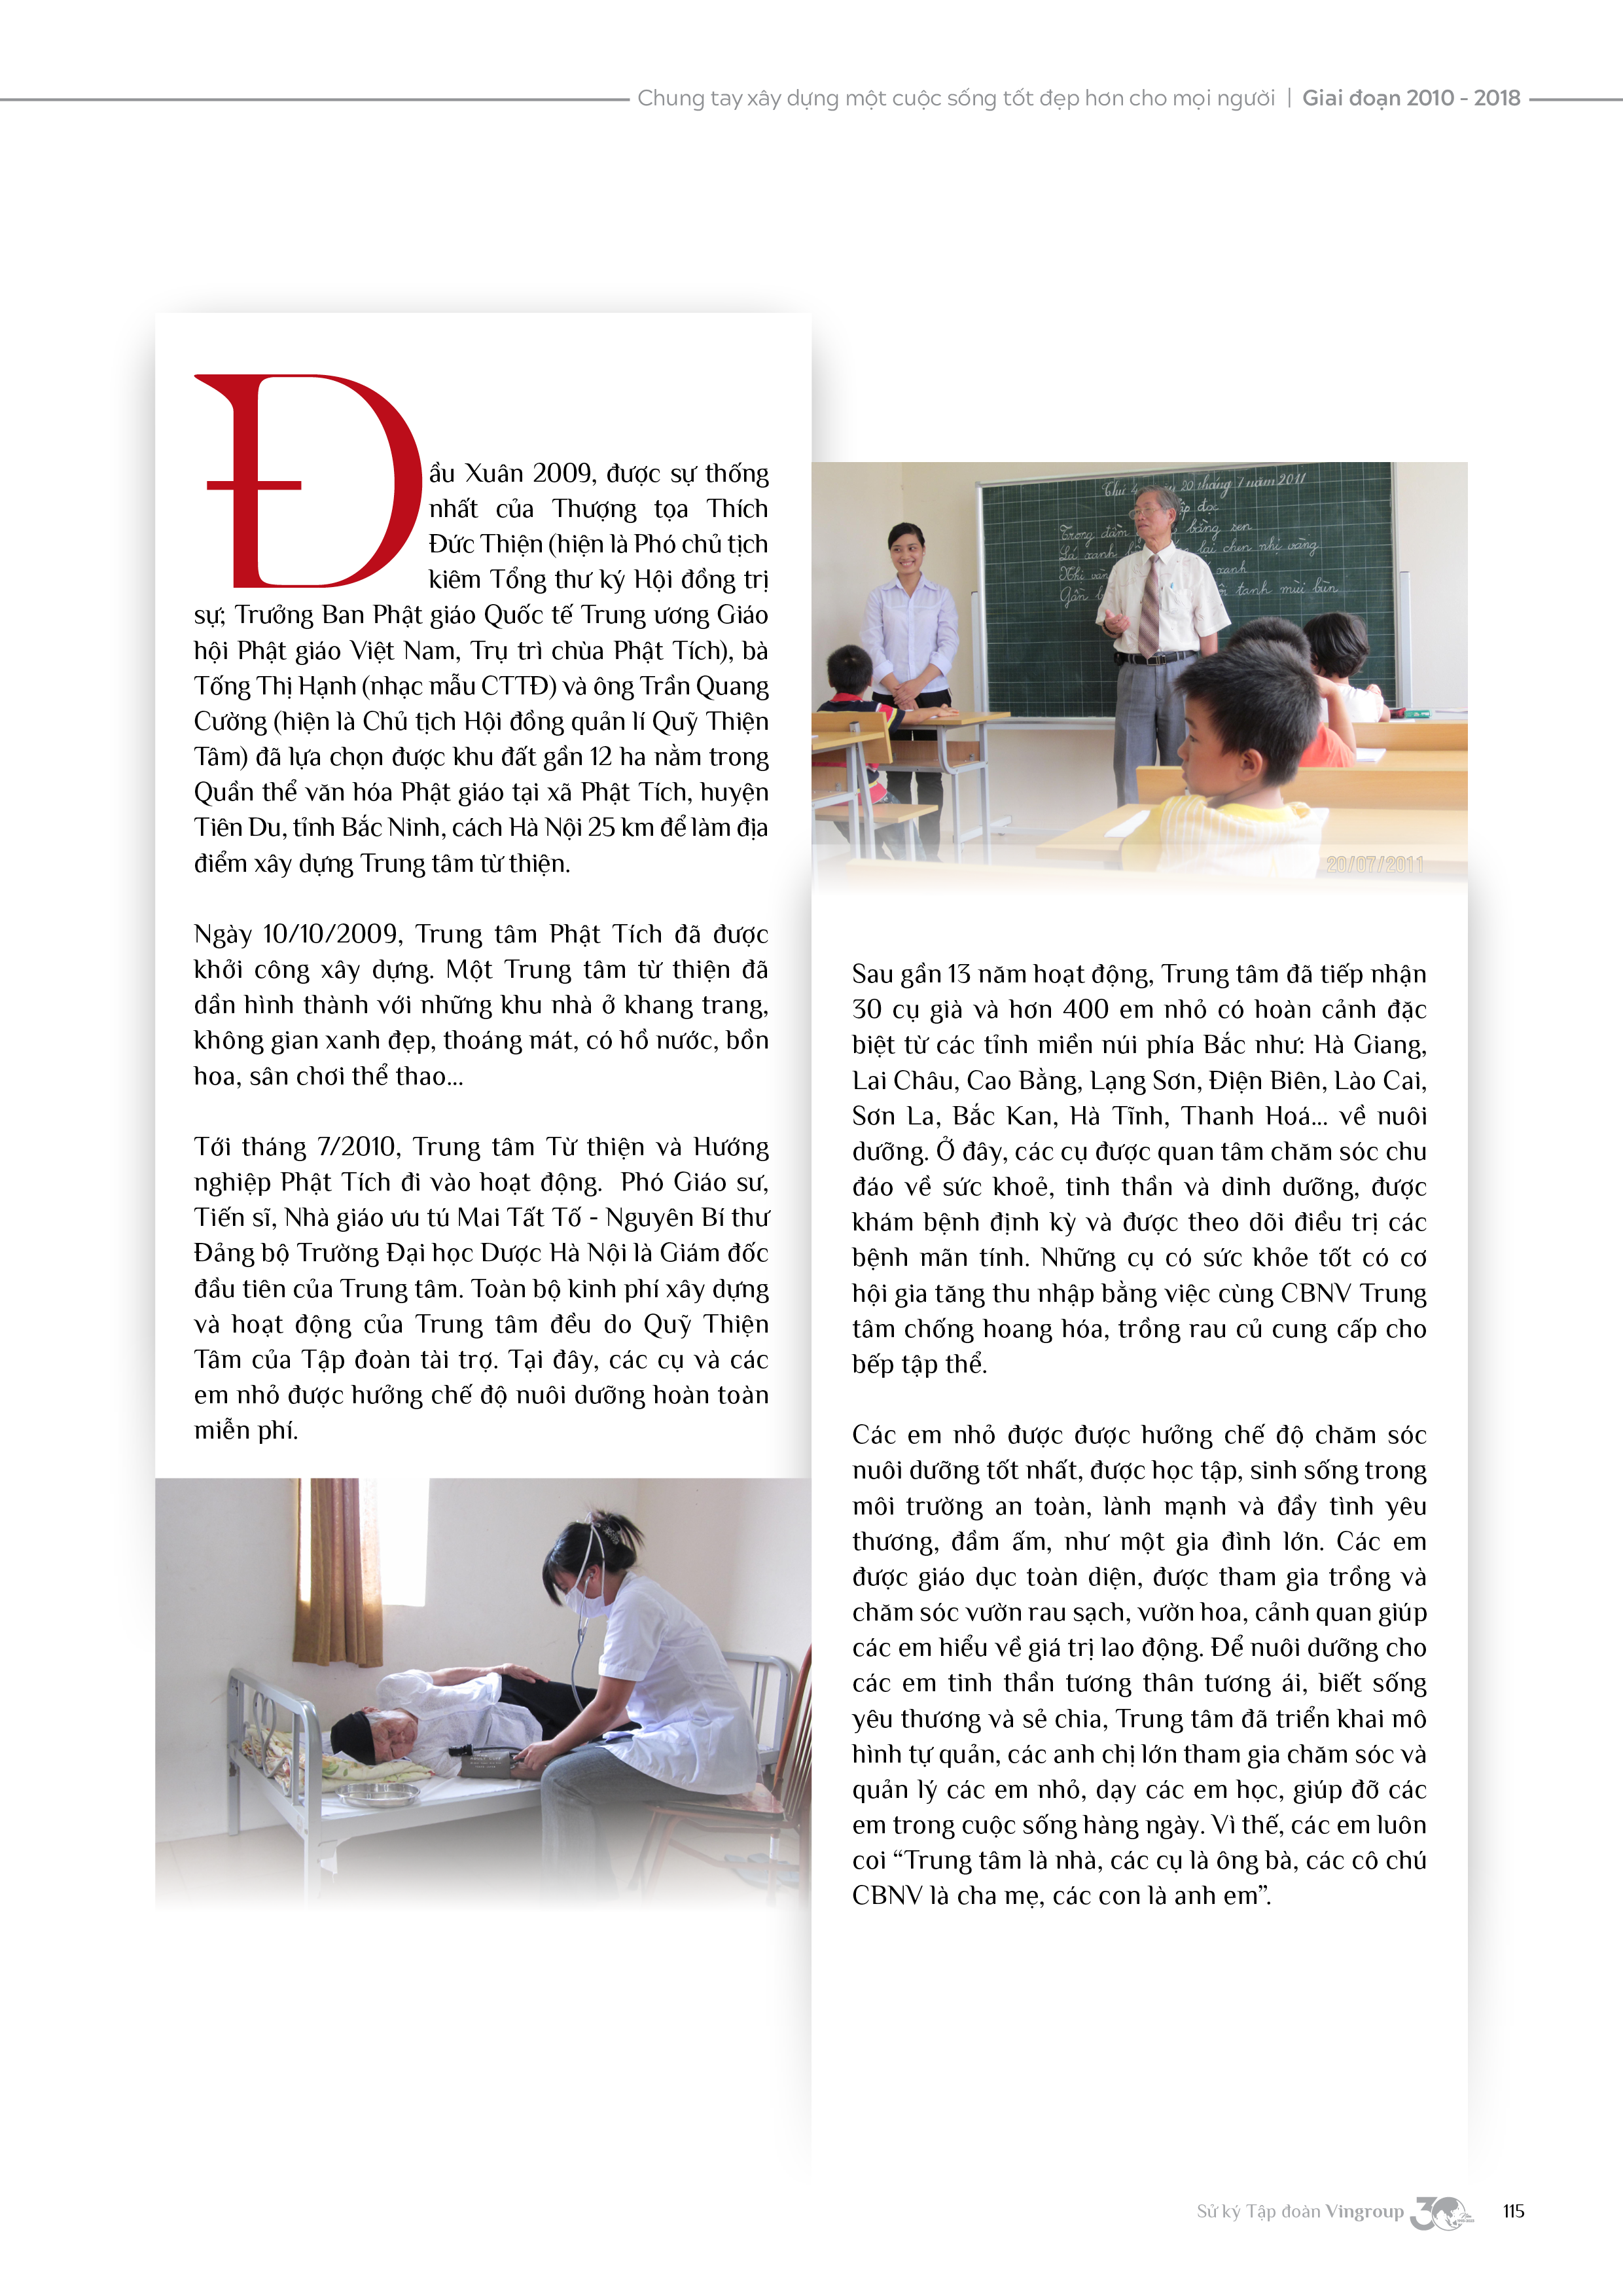 Chung tay xây dựng một cuộc sống tốt đẹp hơn cho mọi người | Giai đoạn 2010 - 2018
Đầu Xuân 2009, được sự thống
nhất của Thượng tọa Thích
Đức Thiện (hiện là Phó chủ tịch
kiêm Tổng thư ký Hội đồng trị
sự; Trưởng Ban Phật giáo Quốc tế Trung ương Giáo
hội Phật giáo Việt Nam, Trụ trì chùa Phật Tích), bà
Tống Thị Hạnh (nhạc mẫu CTTĐ) và ông Trần Quang
Cường (hiện là Chủ tịch Hội đồng quản lí Quỹ Thiện
Tâm) đã lựa chọn được khu đất gần 12 ha nằm trong
Quần thể văn hóa Phật giáo tại xã Phật Tích, huyện
Tiên Du, tỉnh Bắc Ninh, cách Hà Nội 25 km để làm địa
điểm xây dựng Trung tâm từ thiện.
Ngày 10/10/2009, Trung tâm Phật Tích đã được
khởi công xây dựng. Một Trung tâm từ thiện đã
dần hình thành với những khu nhà ở khang trang,
không gian xanh đẹp, thoáng mát, có hồ nước, bồn
hoa, sân chơi thể thao...
Tới tháng 7/2010, Trung tâm Từ thiện và Hướng
nghiệp Phật Tích đi vào hoạt động. Phó Giáo sư,
Tiến sĩ, Nhà giáo ưu tú Mai Tất Tố - Nguyên Bí thư
Đảng bộ Trường Đại học Dược Hà Nội là Giám đốc
đầu tiên của Trung tâm. Toàn bộ kinh phí xây dựng
và hoạt động của Trung tâm đều do Quỹ Thiện
Tâm của Tập đoàn tài trợ. Tại đây, các cụ và các
em nhỏ được hưởng chế độ nuôi dưỡng hoàn toàn
miễn phí.
Thứ 4 20 tháng 7 năm 2011
đọc
Trong đầm bằng sen
Lá xanh lại chen nhị vàng
Nhị vàn xanh
Gần b tanh mùi bùn
20/07/2011
Sau gần 13 năm hoạt động, Trung tâm đã tiếp nhận
30 cụ già và hơn 400 em nhỏ có hoàn cảnh đặc
biệt từ các tỉnh miền núi phía Bắc như: Hà Giang,
Lai Châu, Cao Bằng, Lạng Sơn, Điện Biên, Lào Cai,
Sơn La, Bắc Kan, Hà Tĩnh, Thanh Hoá... về nuôi
dưỡng. Ở đây, các cụ được quan tâm chăm sóc chu
đáo về sức khoẻ, tinh thần và dinh dưỡng, được
khám bệnh định kỳ và được theo dõi điều trị các
bệnh mãn tính. Những cụ có sức khỏe tốt có cơ
hội gia tăng thu nhập bằng việc cùng CBNV Trung
tâm chống hoang hóa, trồng rau củ cung cấp cho
bếp tập thể.
Các em nhỏ được được hưởng chế độ chăm sóc
nuôi dưỡng tốt nhất, được học tập, sinh sống trong
môi trường an toàn, lành mạnh và đầy tình yêu
thương, đầm ấm, như một gia đình lớn. Các em
được giáo dục toàn diện, được tham gia trồng và
chăm sóc vườn rau sạch, vườn hoa, cảnh quan giúp
các em hiểu về giá trị lao động. Để nuôi dưỡng cho
các em tinh thần tương thân tương ái, biết sống
yêu thương và sẻ chia, Trung tâm đã triển khai mô
hình tự quản, các anh chị lớn tham gia chăm sóc và
quản lý các em nhỏ, dạy các em học, giúp đỡ các
em trong cuộc sống hàng ngày. Vì thế, các em luôn
coi “Trung tâm là nhà, các cụ là ông bà, các cô chú
CBNV là cha mẹ, các con là anh em”.
Sử ký Tập đoàn Vingroup 30 115